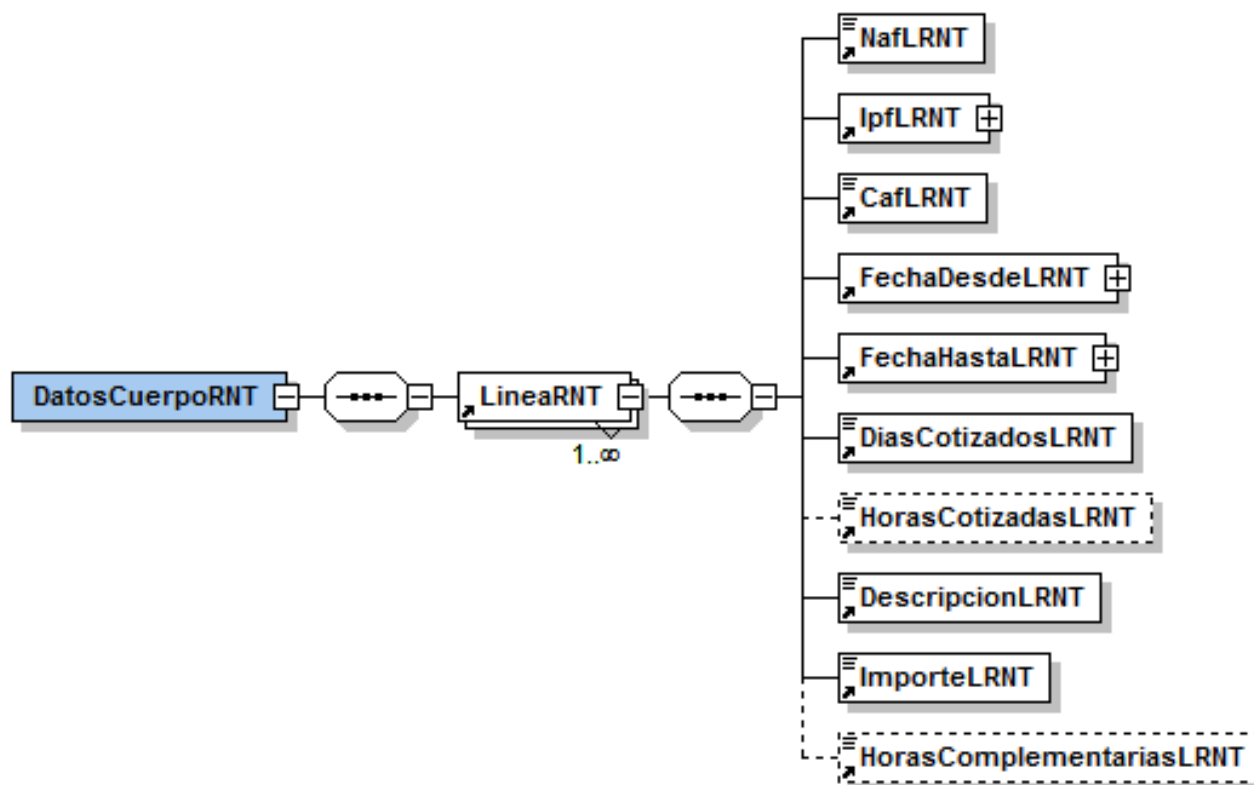 NafLRNT
IpfLRNT
CafLRNT
FechaDesdeLRNT
FechaHastaLRNT
DatosCuerpoRNT
LineaRNT
1..∞
DiasCotizadosLRNT
HorasCotizadasLRNT
DescripcionLRNT
ImporteLRNT
HorasComplementariasLRNT